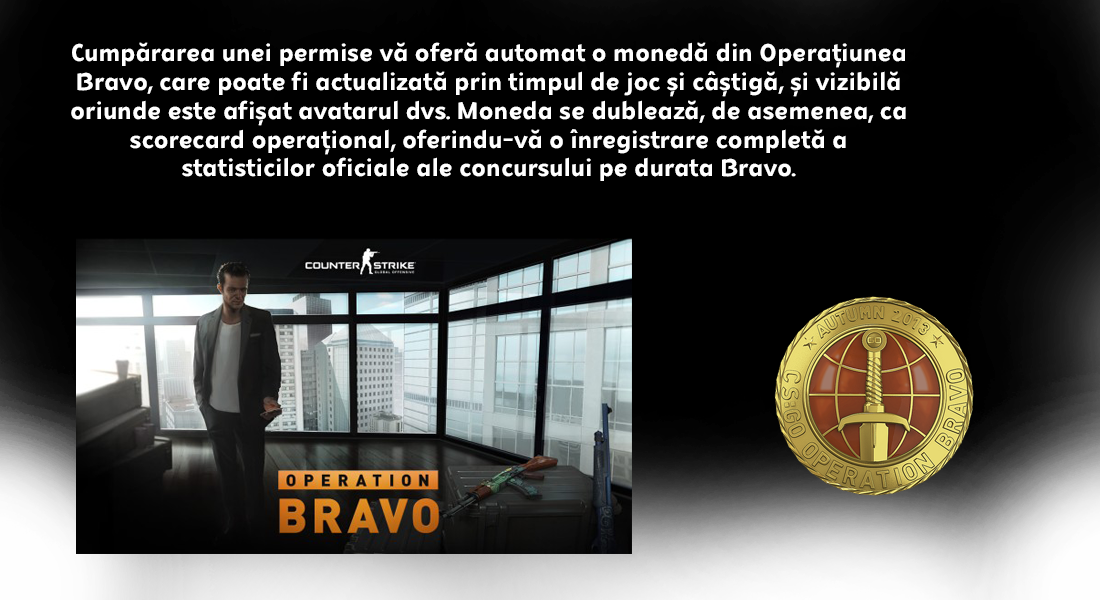 Cumpărarea unei permise vă oferă automat o monedă din Operațiunea
Bravo, care poate fi actualizată prin timpul de joc și câștigă, și vizibilă
oriunde este afișat avatarul dvs. Moneda se dublează, de asemenea, ca
scorecard operațional, oferindu-vă o înregistrare completă a
statisticilor oficiale ale concursului pe durata Bravo.
COUNTER STRIKE
GLOBAL OFFENSIVE
OPERATION
BRAVO
AUTUMN 2013
CS:GO OPERATION BRAVO